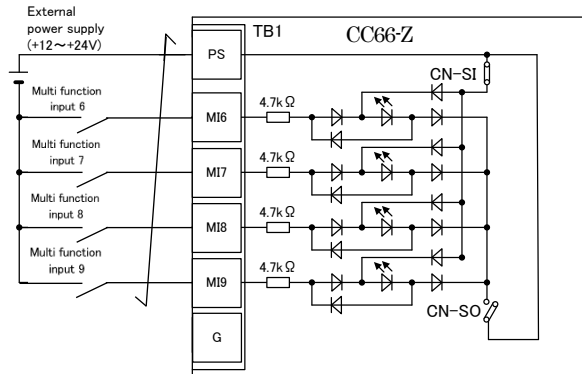 External
power supply
(+12～+24V)
TB1
CC66-Z
PS
CN-SI
Multi function
input 6
MI6
4.7kΩ
Multi function
input 7
MI7
4.7kΩ
Multi function
input 8
MI8
4.7kΩ
Multi function
input 9
MI9
4.7kΩ
CN-SO
G